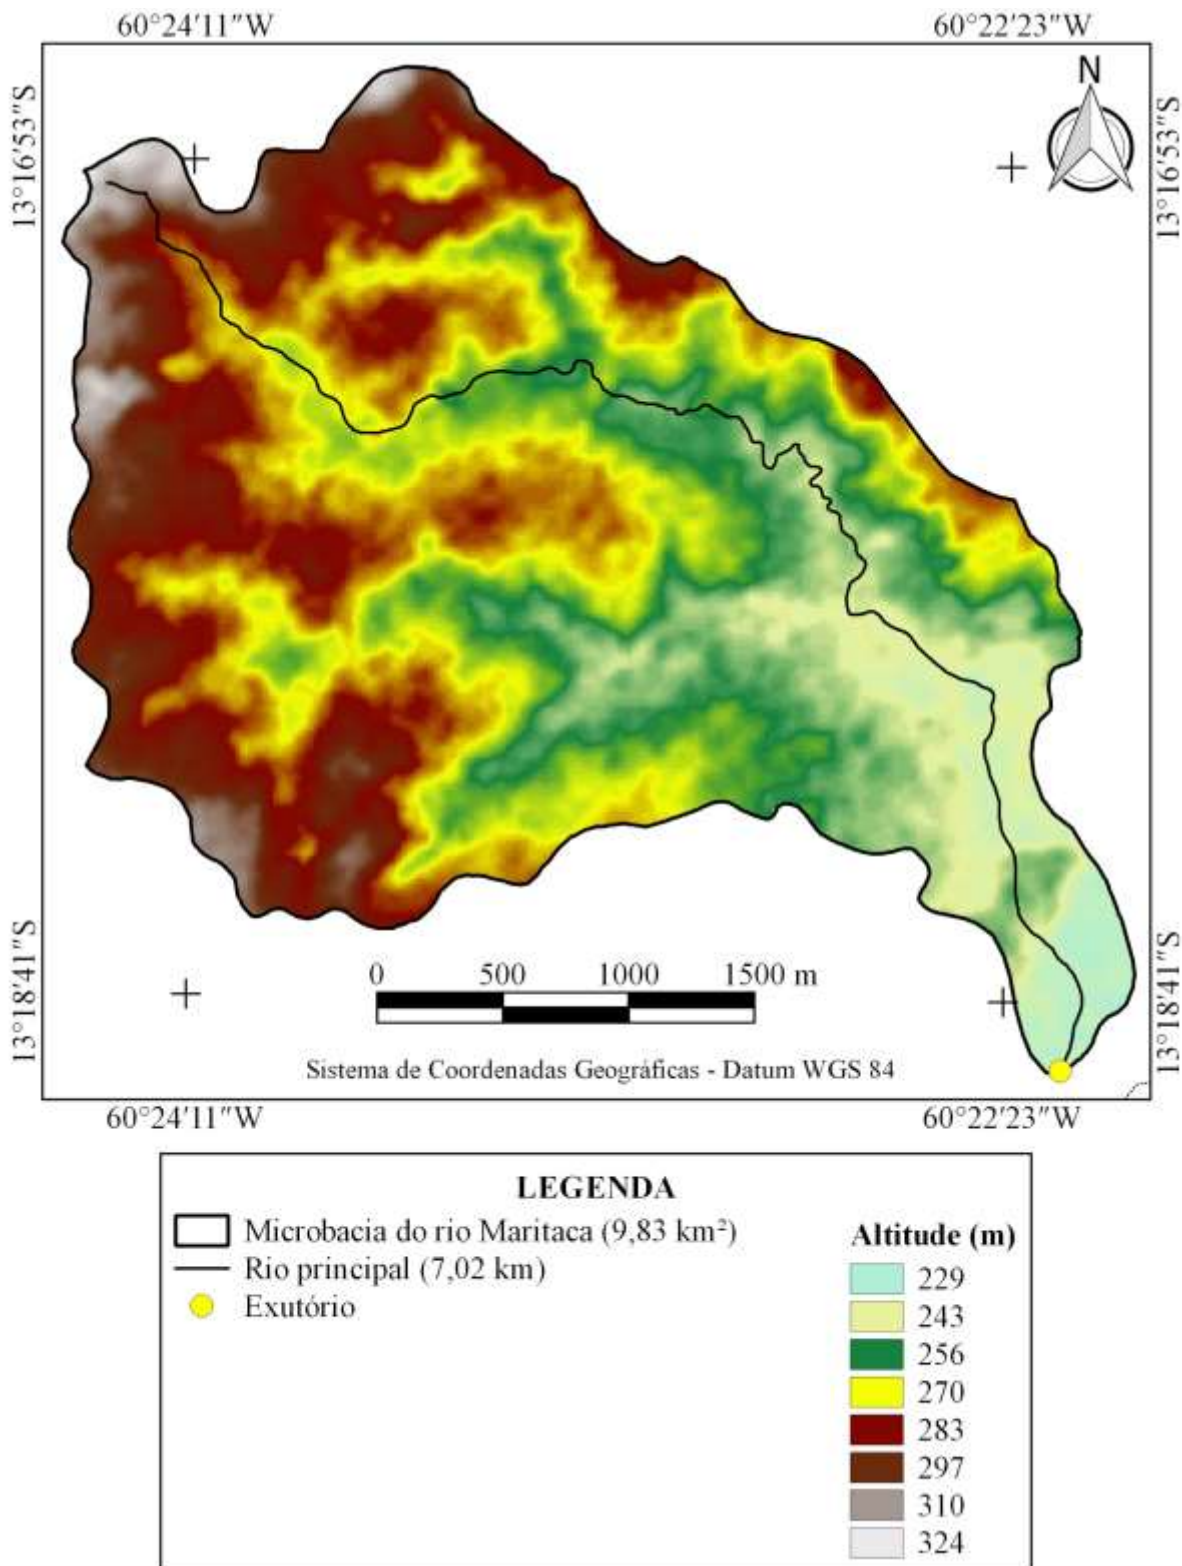 60°24'11"W 60°22'23"W
N
13°16'53"S
13°16'53"S
13°18'41"S
13°18'41"S
0 500 1000 1500 m
Sistema de Coordenadas Geográficas - Datum WGS 84
60°24'11"W 60°22'23"W
LEGENDA
Microbacia do rio Maritaca (9,83 km²)
Rio principal (7,02 km)
Exutório
Altitude (m)
229
243
256
270
283
297
310
324